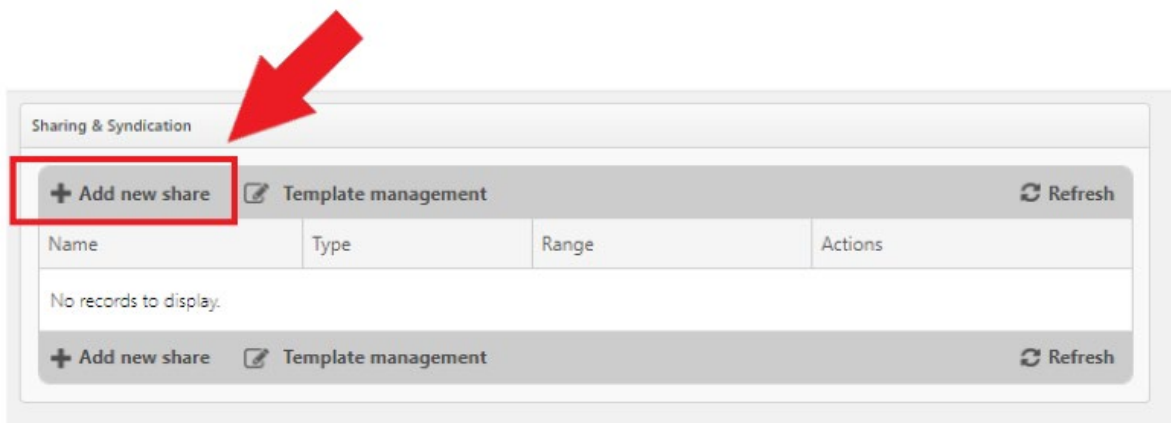 Sharing & Syndication
Add new share Template management Refresh
Name Type Range Actions
No records to display.
Add new share Template management Refresh